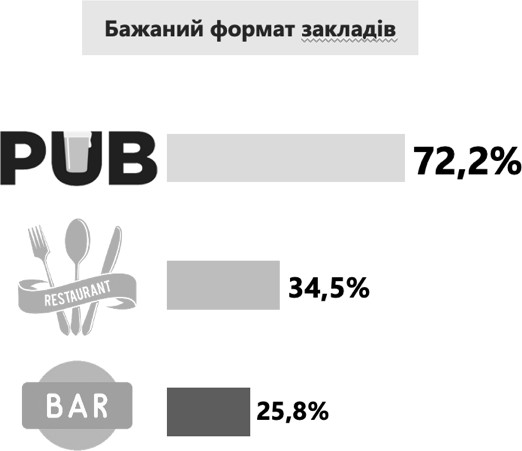 Бажаний формат закладів
PUB
72,2%
RESTAURANT
34,5%
BAR
25,8%